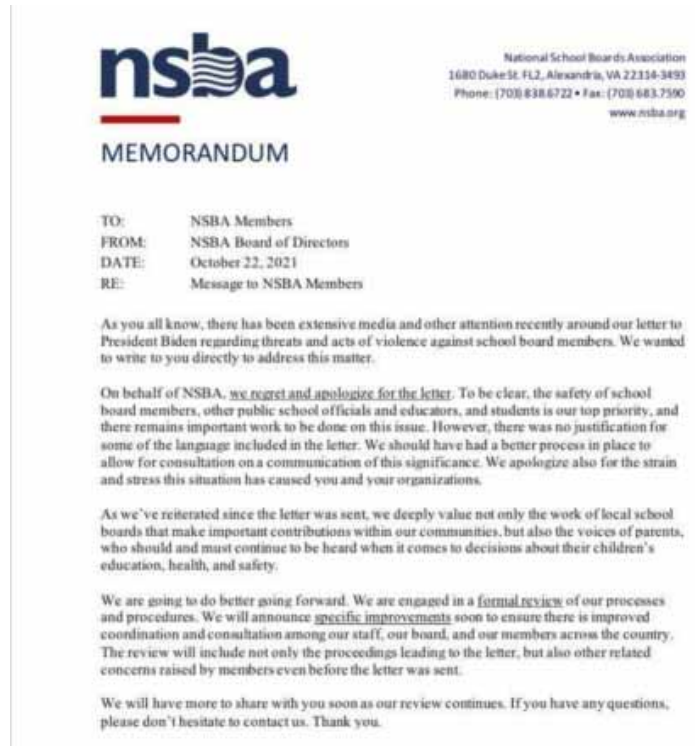 nsba
National School Boards Association
1680 Duke St. FL2, Alexandria, VA 22314-3493
Phone: (703) 838.6722 • Fax: (703) 683.7590
www.nsba.org
MEMORANDUM
TO: NSBA Members
FROM: NSBA Board of Directors
DATE: October 22, 2021
RE: Message to NSBA Members
As you all know, there has been extensive media and other attention recently around our letter to
President Biden regarding threats and acts of violence against school board members. We wanted
to write to you directly to address this matter.
On behalf of NSBA, we regret and apologize for the letter. To be clear, the safety of school
board members, other public school officials and educators, and students is our top priority, and
there remains important work to be done on this issue. However, there was no justification for
some of the language included in the letter. We should have had a better process in place to
allow for consultation on a communication of this significance. We apologize also for the strain
and stress this situation has caused you and your organizations.
As we've reiterated since the letter was sent, we deeply value not only the work of local school
boards that make important contributions within our communities, but also the voices of parents,
who should and must continue to be heard when it comes to decisions about their children's
education, health, and safety.
We are going to do better going forward. We are engaged in a formal review of our processes
and procedures. We will announce specific improvements soon to ensure there is improved
coordination and consultation among our staff, our board, and our members across the country.
The review will include not only the proceedings leading to the letter, but also other related
concerns raised by members even before the letter was sent.
We will have more to share with you soon as our review continues. If you have any questions,
please don't hesitate to contact us. Thank you.